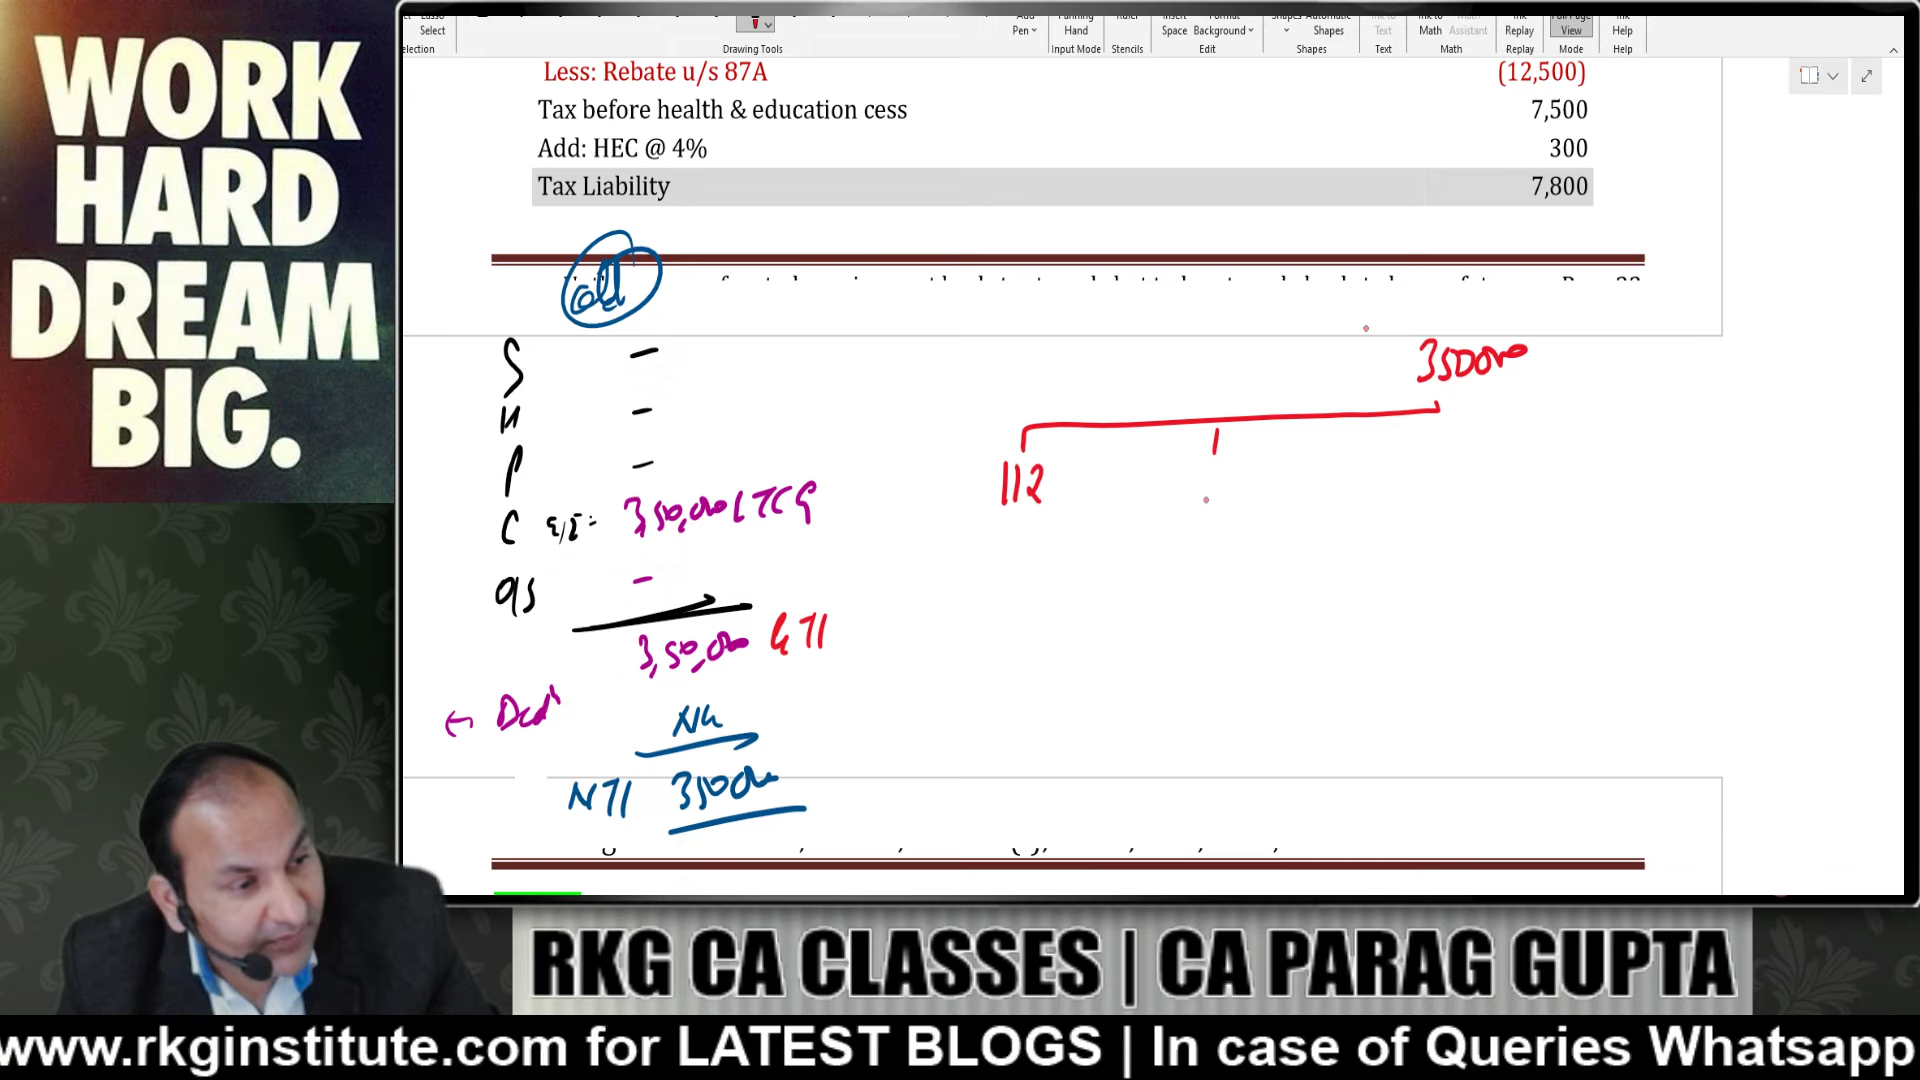 WORK
HARD
DREAM
BIG.
Select
Drawing Tools
Pen
Hand
Input Mode
Stencils
Space
Background
Edit
Shapes
Shapes
Text
Text
Math
Assistant
Math
Replay
Replay
View
Mode
Help
Help
Less: Rebate u/s 87A (12,500)
Tax before health & education cess 7,500
Add: HEC @ 4% 300
Tax Liability 7,800
old
S -
H -
P -
C 3,50,000 LTCG
OS -
3,50,000 GTI
NTI 350000
350000
112
RKG CA CLASSES | CA PARAG GUPTA
www.rkginstitute.com for LATEST BLOGS | In case of Queries Whatsapp